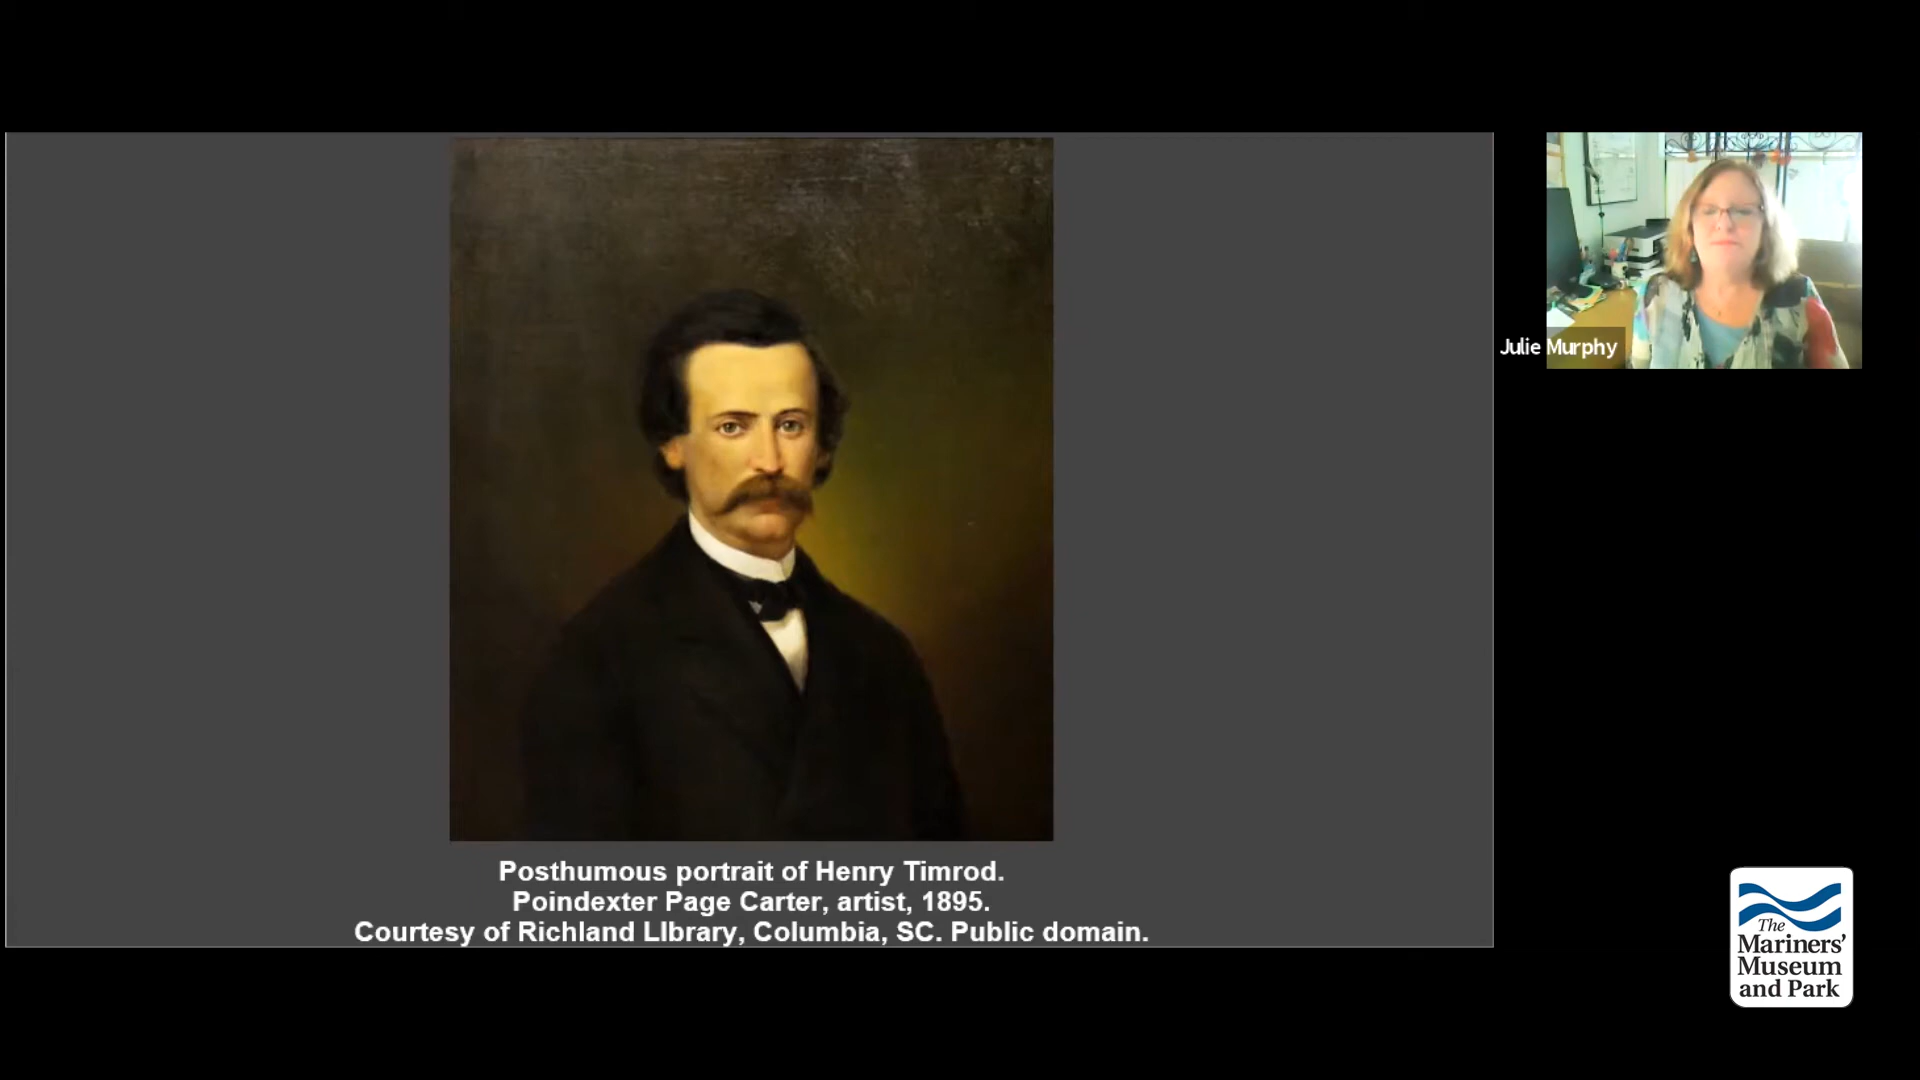 Julie Murphy
Posthumous portrait of Henry Timrod.
Poindexter Page Carter, artist, 1895.
Courtesy of Richland LIbrary, Columbia, SC. Public domain.
The
Mariners'
Museum
and Park